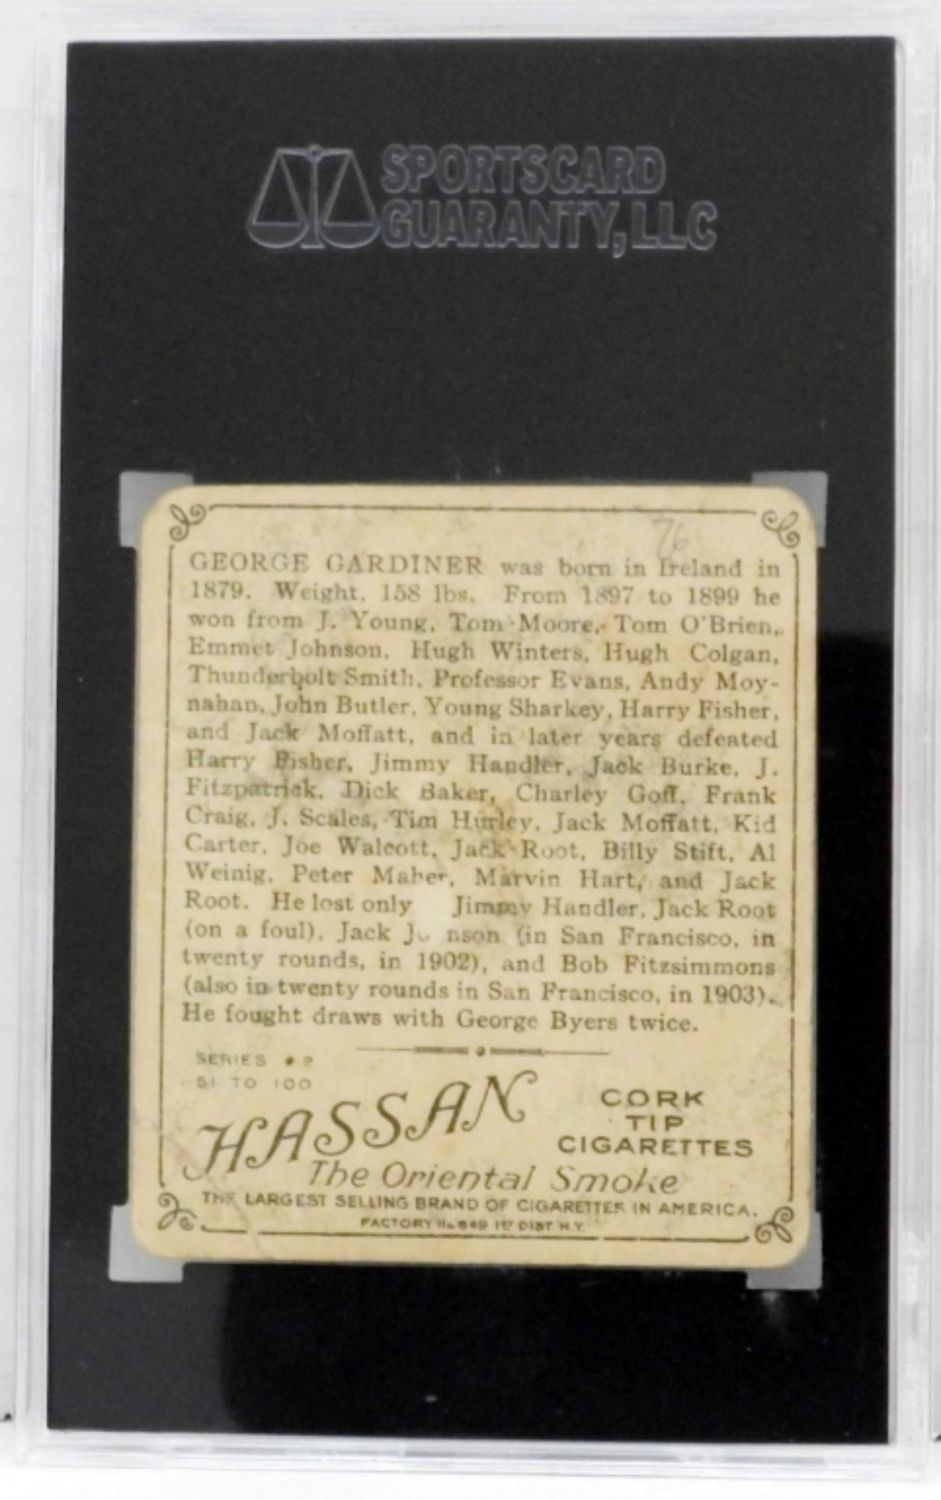 SPORTSCARD
GUARANTY, LLC
76
GEORGE GARDINER was born in Ireland in
1879. Weight, 158 lbs. From 1897 to 1899 he
won from J. Young, Tom Moore, Tom O'Brien,
Emmet Johnson, Hugh Winters, Hugh Colgan,
Thunderbolt Smith, Professor Evans, Andy Moy-
nahan, John Butler, Young Sharkey, Harry Fisher,
and Jack Moffatt, and in later years defeated
Harry Fisher, Jimmy Handler, Jack Burke, J.
Fitzpatrick, Dick Baker, Charley Goff, Frank
Craig, J. Scales, Tim Hurley, Jack Moffatt, Kid
Carter, Joe Walcott, Jack Root, Billy Stift, Al
Weinig, Peter Maher, Marvin Hart, and Jack
Root. He lost only Jimmy Handler, Jack Root
(on a foul), Jack (in San Francisco, in
twenty rounds, in 1902), and Bob Fitzsimmons
(also in twenty rounds in San Francisco, in 1903).
He fought draws with George Byers twice.
SERIES #2
51 TO 100
HASSAN
CORK
TIP
CIGARETTES
The Oriental Smoke
THE LARGEST SELLING BRAND OF CIGARETTES IN AMERICA.
FACTORY No 649 1ST DIST N.Y.